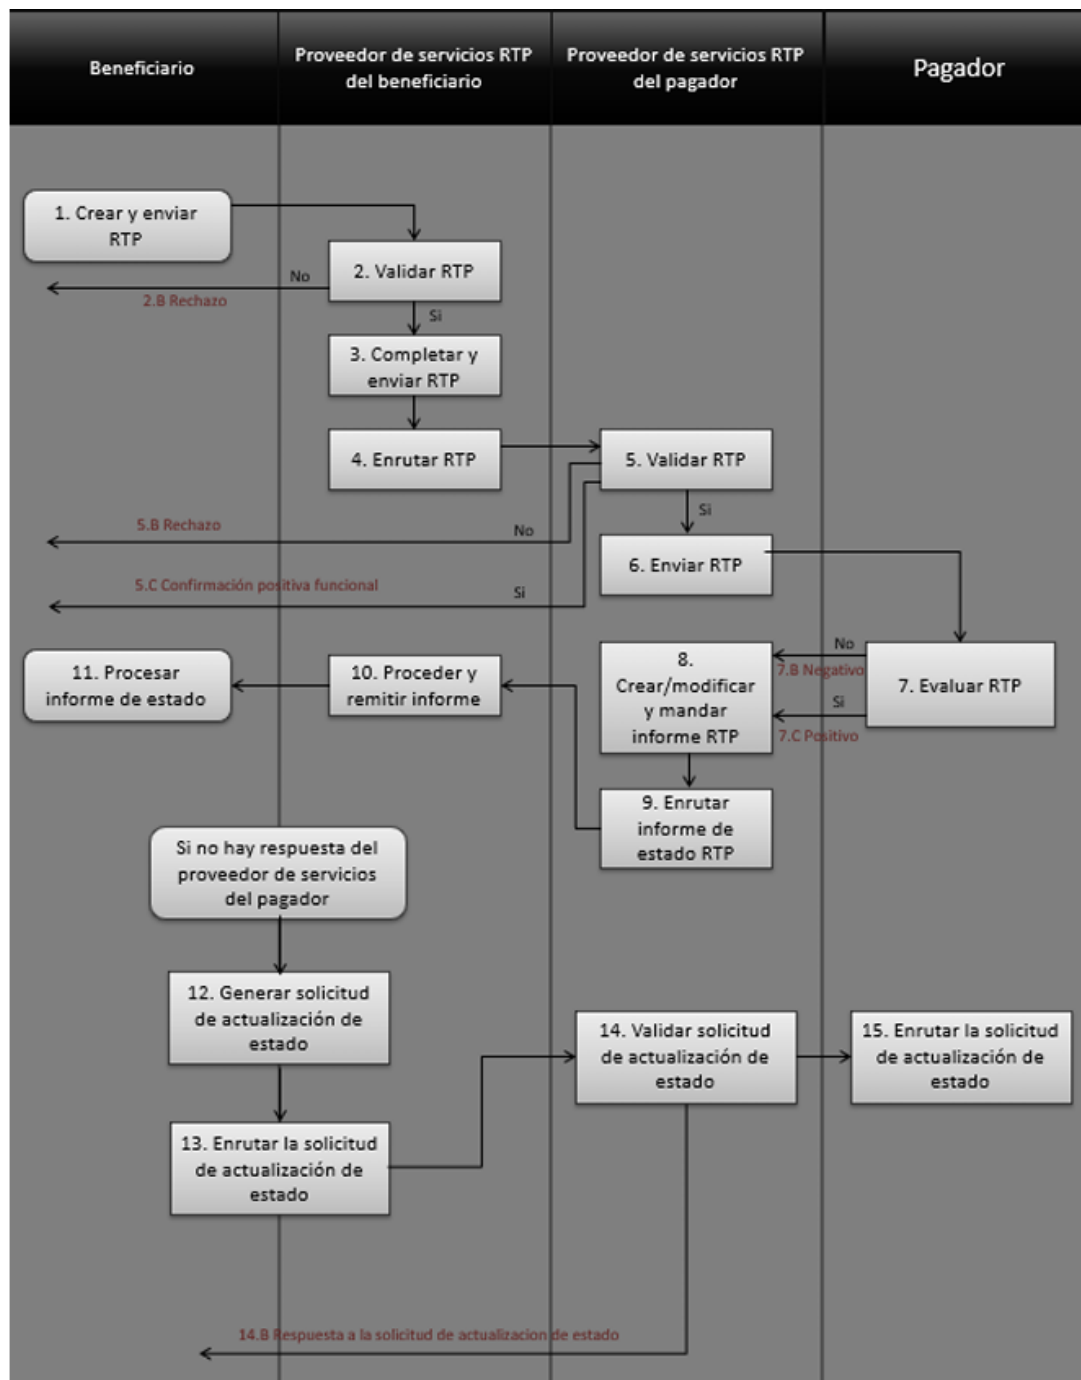 Beneficiario
Proveedor de servicios RTP
del beneficiario
Proveedor de servicios RTP
del pagador
Pagador
1. Crear y enviar
RTP
2. Validar RTP
No
2.B Rechazo
Si
3. Completar y
enviar RTP
4. Enrutar RTP
5. Validar RTP
5.B Rechazo
No
Si
6. Enviar RTP
5.C Confirmación positiva funcional
Si
11. Procesar
informe de estado
10. Proceder y
remitir informe
8.
Crear/modificar
y mandar
informe RTP
No
7.B Negativo
Si
7.C Positivo
7. Evaluar RTP
9. Enrutar
informe de
estado RTP
Si no hay respuesta del
proveedor de servicios
del pagador
12. Generar solicitud
de actualización de
estado
14. Validar solicitud
de actualización de
estado
15. Enrutar la solicitud
de actualización de
estado
13. Enrutar la solicitud
de actualización de
estado
14.B Respuesta a la solicitud de actualizacion de estado